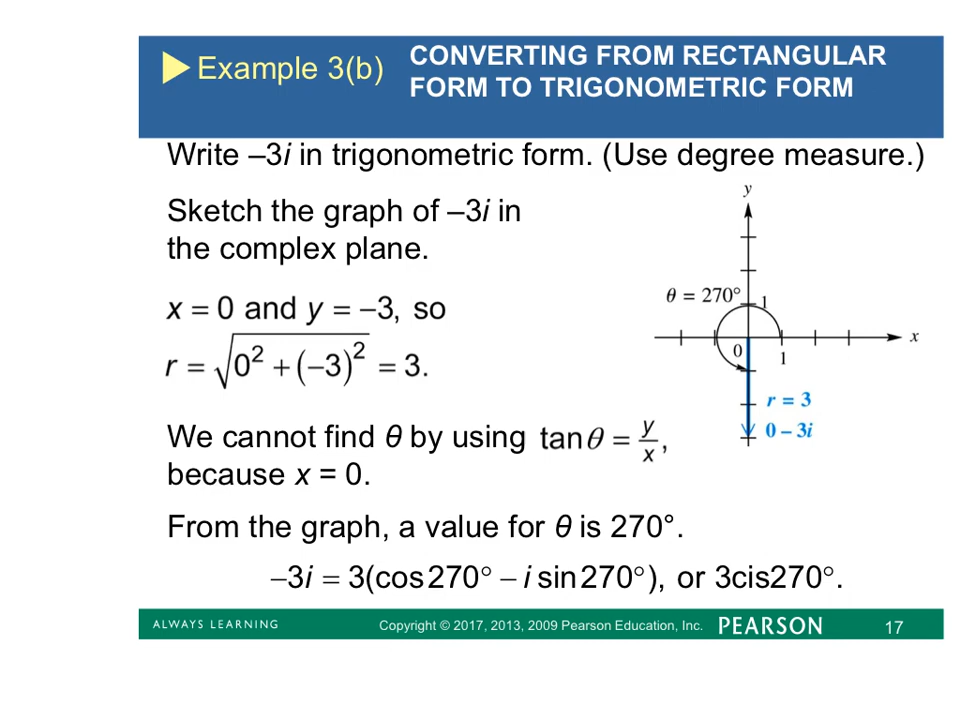 Example 3(b)
CONVERTING FROM RECTANGULAR
FORM TO TRIGONOMETRIC FORM
Write –3i in trigonometric form. (Use degree measure.)
Sketch the graph of –3i in
the complex plane.
x = 0 and y = −3, so
r = √(0² + (−3)²) = 3.
y
θ = 270°
1
x
0
1
r = 3
0 – 3i
We cannot find θ by using tan θ = y/x,
because x = 0.
From the graph, a value for θ is 270°.
−3i = 3(cos 270° − i sin 270°), or 3cis270°.
ALWAYS LEARNING
Copyright © 2017, 2013, 2009 Pearson Education, Inc.
PEARSON
17